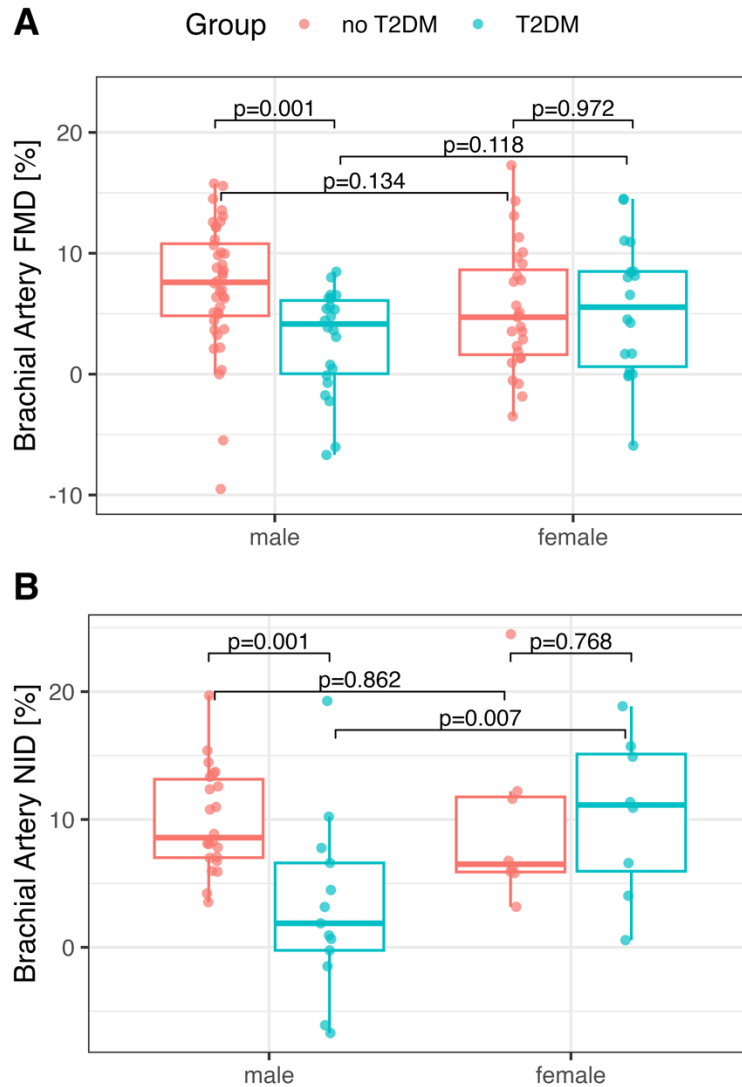 A
Group no T2DM T2DM
Brachial Artery FMD [%]
20
10
0
-10
p=0.001
p=0.972
p=0.118
p=0.134
male
female
B
Brachial Artery NID [%]
20
10
0
p=0.001
p=0.768
p=0.862
p=0.007
male
female